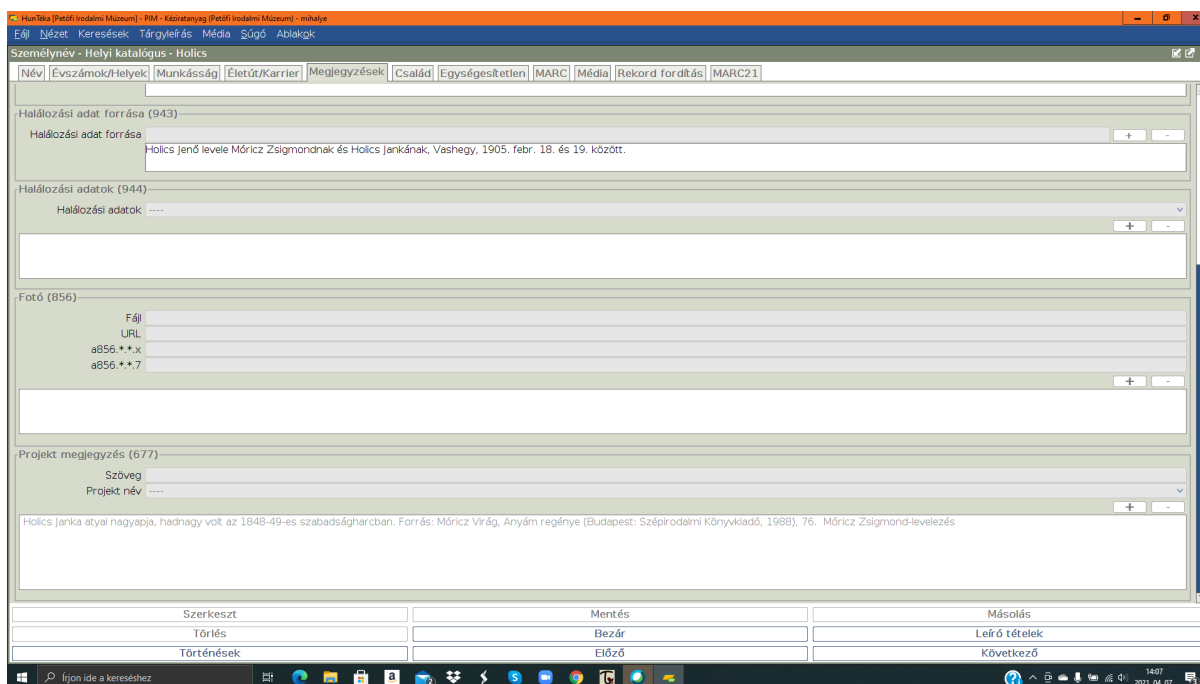 HunTéka [Petőfi Irodalmi Múzeum] - PIM - Kéziratanyag (Petőfi Irodalmi Múzeum) - mihalye
Fájl Nézet Keresések Tárgyleírás Média Súgó Ablakok
Személynév - Helyi katalógus - Holics
Név Évszámok/Helyek Munkásság Életút/Karrier Megjegyzések Család Egységesítetlen MARC Média Rekord fordítás MARC21
Halálozási adat forrása (943)
Halálozási adat forrása + -
Holics Jenő levele Móricz Zsigmondnak és Holics Jankának, Vashegy, 1905. febr. 18. és 19. között.
Halálozási adatok (944)
Halálozási adatok ----
+ -
Fotó (856)
Fájl
URL
a856.*.*.x
a856.*.*.7
+ -
Projekt megjegyzés (677)
Szöveg
Projekt név ----
+ -
Holics Janka atyai nagyapja, hadnagy volt az 1848-49-es szabadságharcban. Forrás: Móricz Virág, Anyám regénye (Budapest: Szépirodalmi Könyvkiadó, 1988), 76. Móricz Zsigmond-levelezés
Szerkeszt Mentés Másolás
Törlés Bezár Leíró tételek
Történések Előző Következő
Írjon ide a kereséshez
14:07
2021. 04. 07.